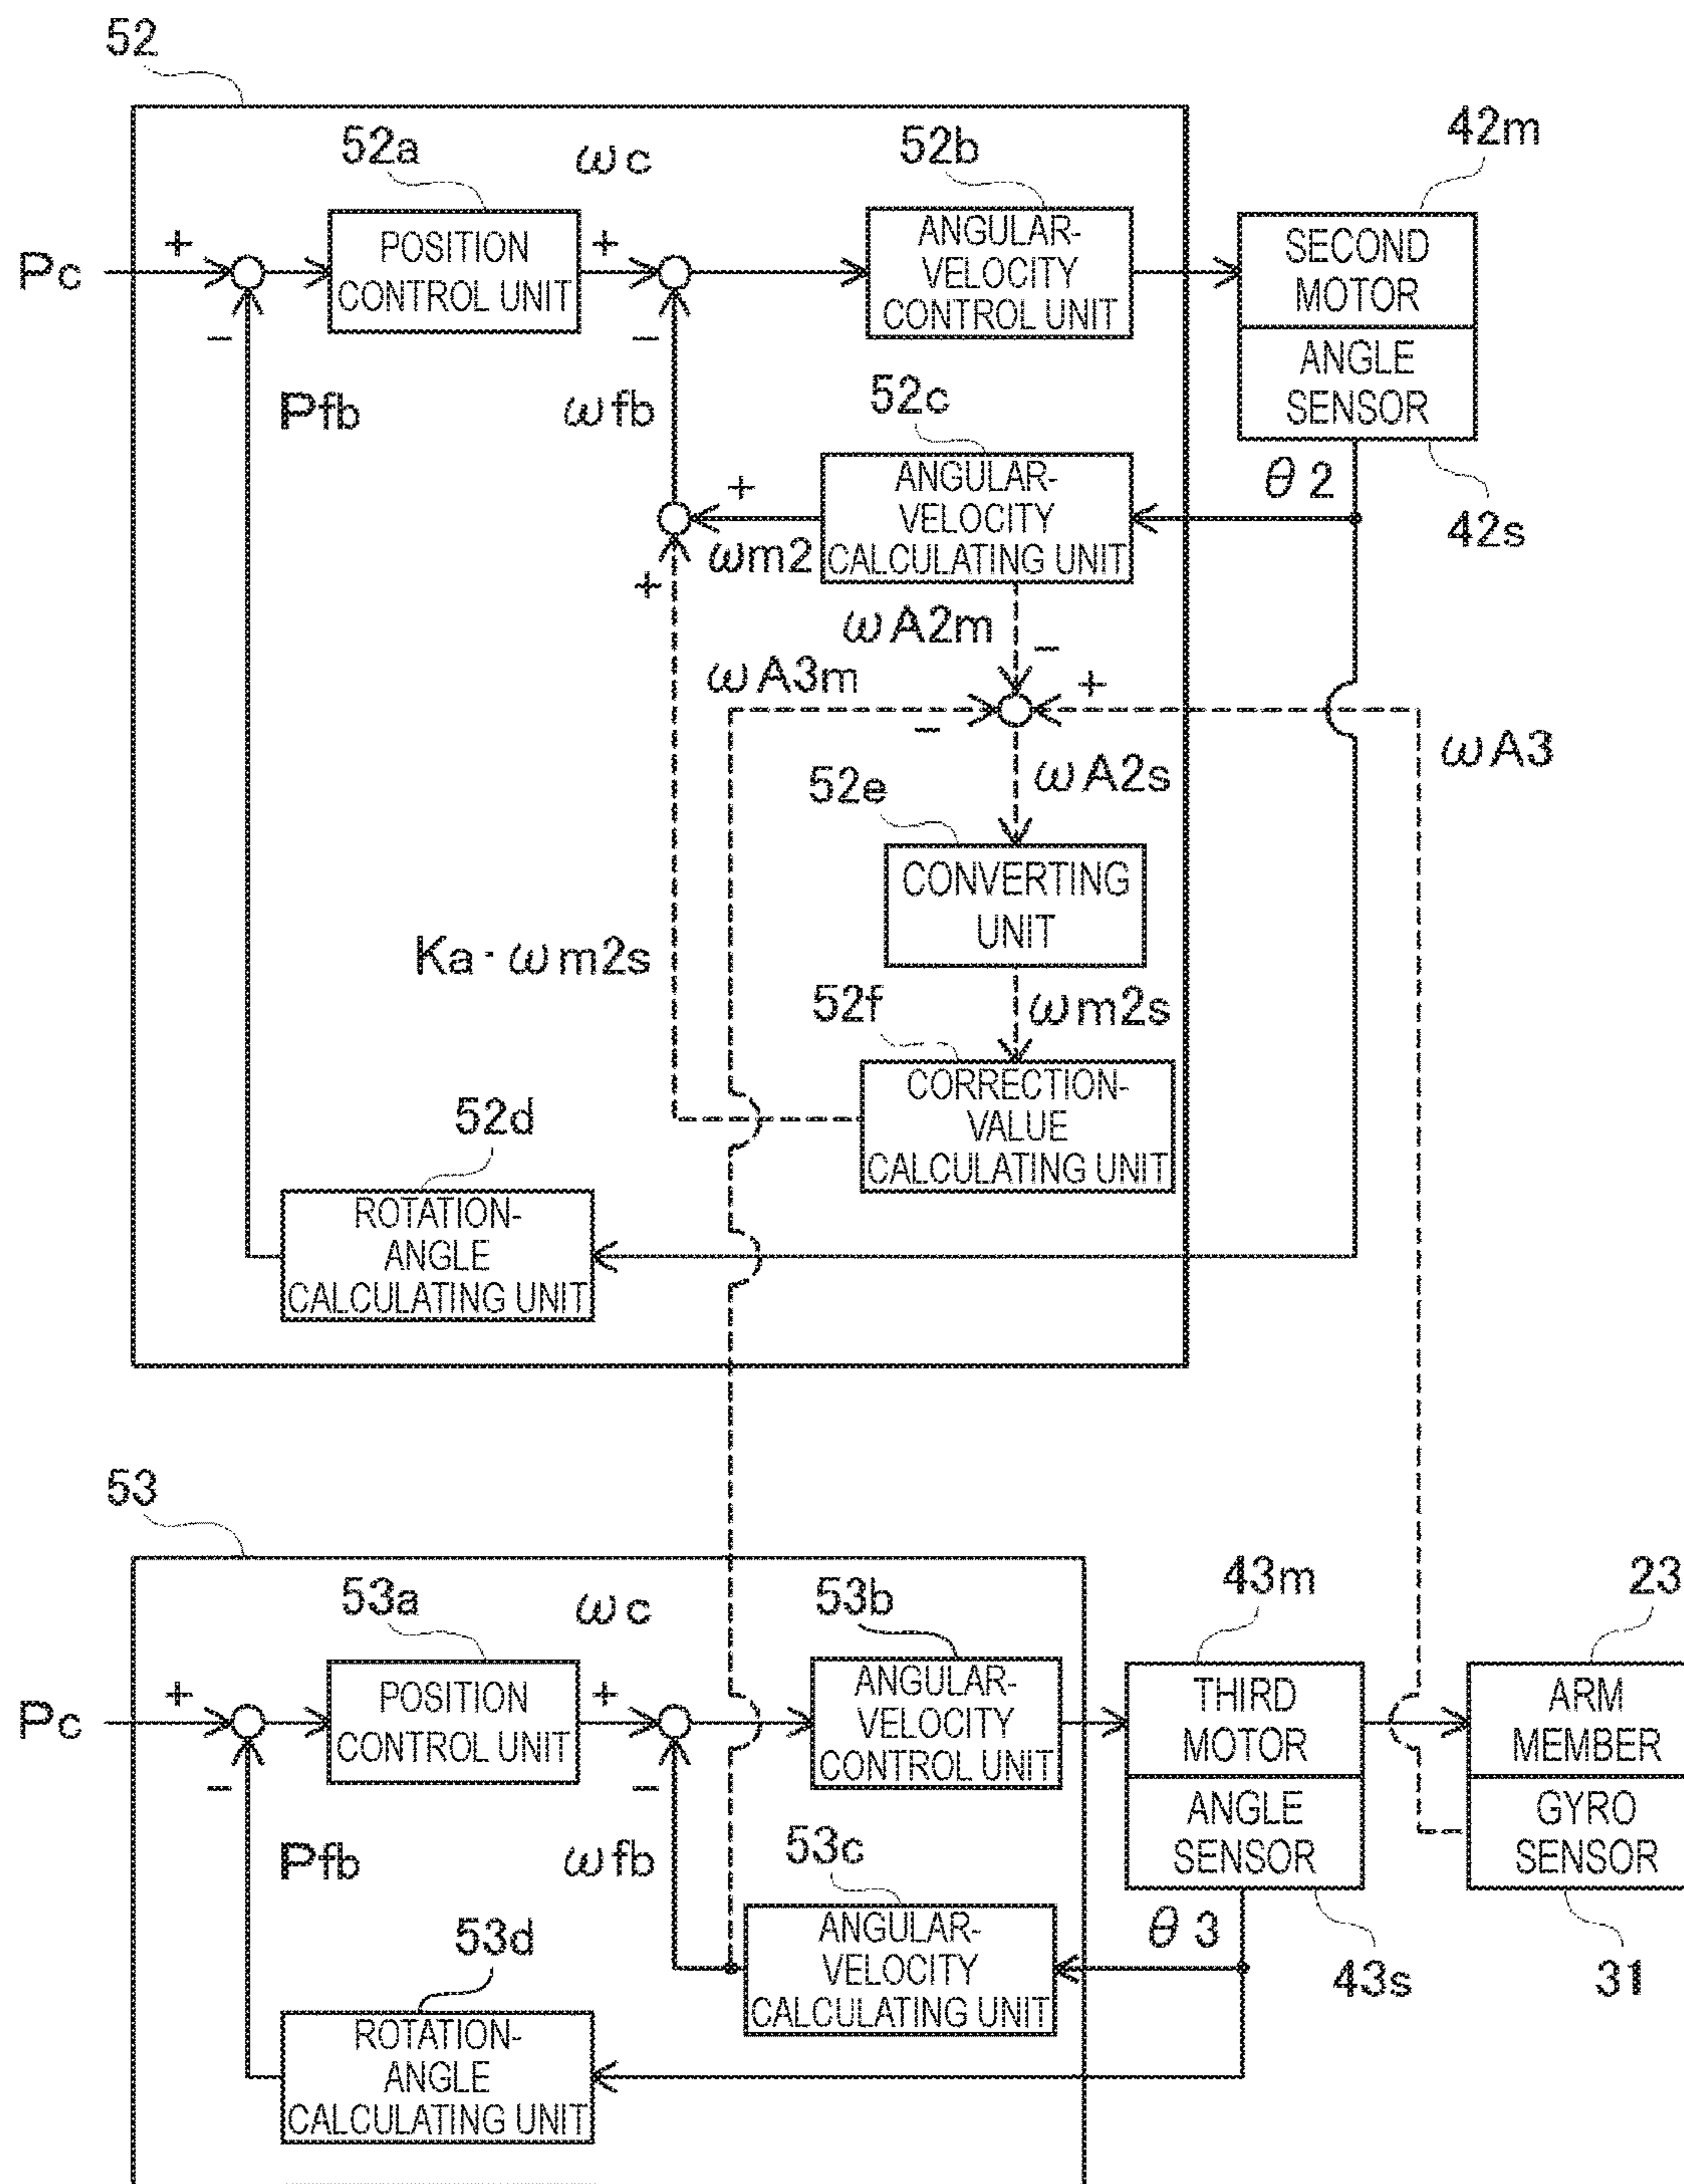 52
52a
ωc
52b
42m
Pc
+
POSITION
CONTROL UNIT
+
ANGULAR-
VELOCITY
CONTROL UNIT
SECOND
MOTOR
ANGLE
SENSOR
−
−
Pfb
ωfb
52c
θ2
42s
+
ANGULAR-
VELOCITY
CALCULATING UNIT
ωm2
+
ωA2m
−
ωA3m
+
−
ωA3
ωA2s
52e
CONVERTING
UNIT
Ka·ωm2s
ωm2s
52f
CORRECTION-
VALUE
CALCULATING UNIT
52d
ROTATION-
ANGLE
CALCULATING UNIT
53
53a
ωc
53b
43m
23
Pc
+
POSITION
CONTROL UNIT
+
ANGULAR-
VELOCITY
CONTROL UNIT
THIRD
MOTOR
ARM
MEMBER
−
−
ANGLE
SENSOR
GYRO
SENSOR
Pfb
ωfb
53c
θ3
43s
31
ANGULAR-
VELOCITY
CALCULATING UNIT
53d
ROTATION-
ANGLE
CALCULATING UNIT